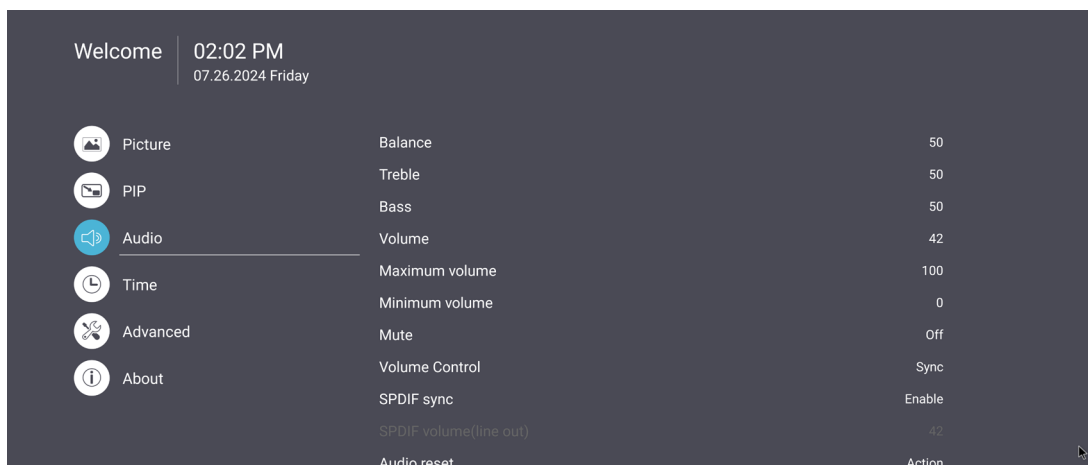 Welcome
02:02 PM
07.26.2024 Friday
Picture
PIP
Audio
Time
Advanced
About
Balance 50
Treble 50
Bass 50
Volume 42
Maximum volume 100
Minimum volume 0
Mute Off
Volume Control Sync
SPDIF sync Enable
SPDIF volume(line out) 42
Audio reset Action